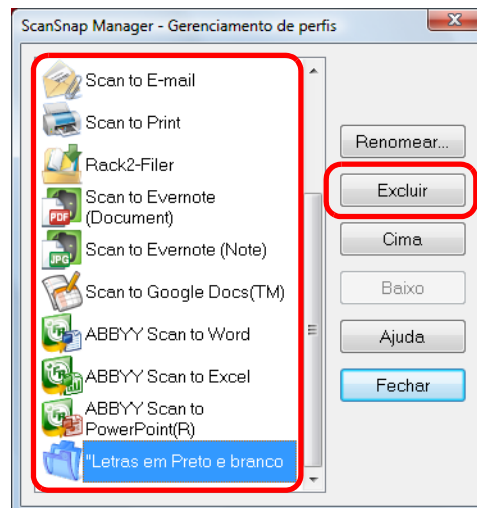 ScanSnap Manager - Gerenciamento de perfis
Scan to E-mail
Scan to Print
Rack2-Filer
Scan to Evernote
(Document)
PDF
Scan to Evernote (Note)
JPG
Scan to Google Docs(TM)
ABBYY Scan to Word
ABBYY Scan to Excel
ABBYY Scan to
PowerPoint(R)
"Letras em Preto e branco
Renomear...
Excluir
Cima
Baixo
Ajuda
Fechar